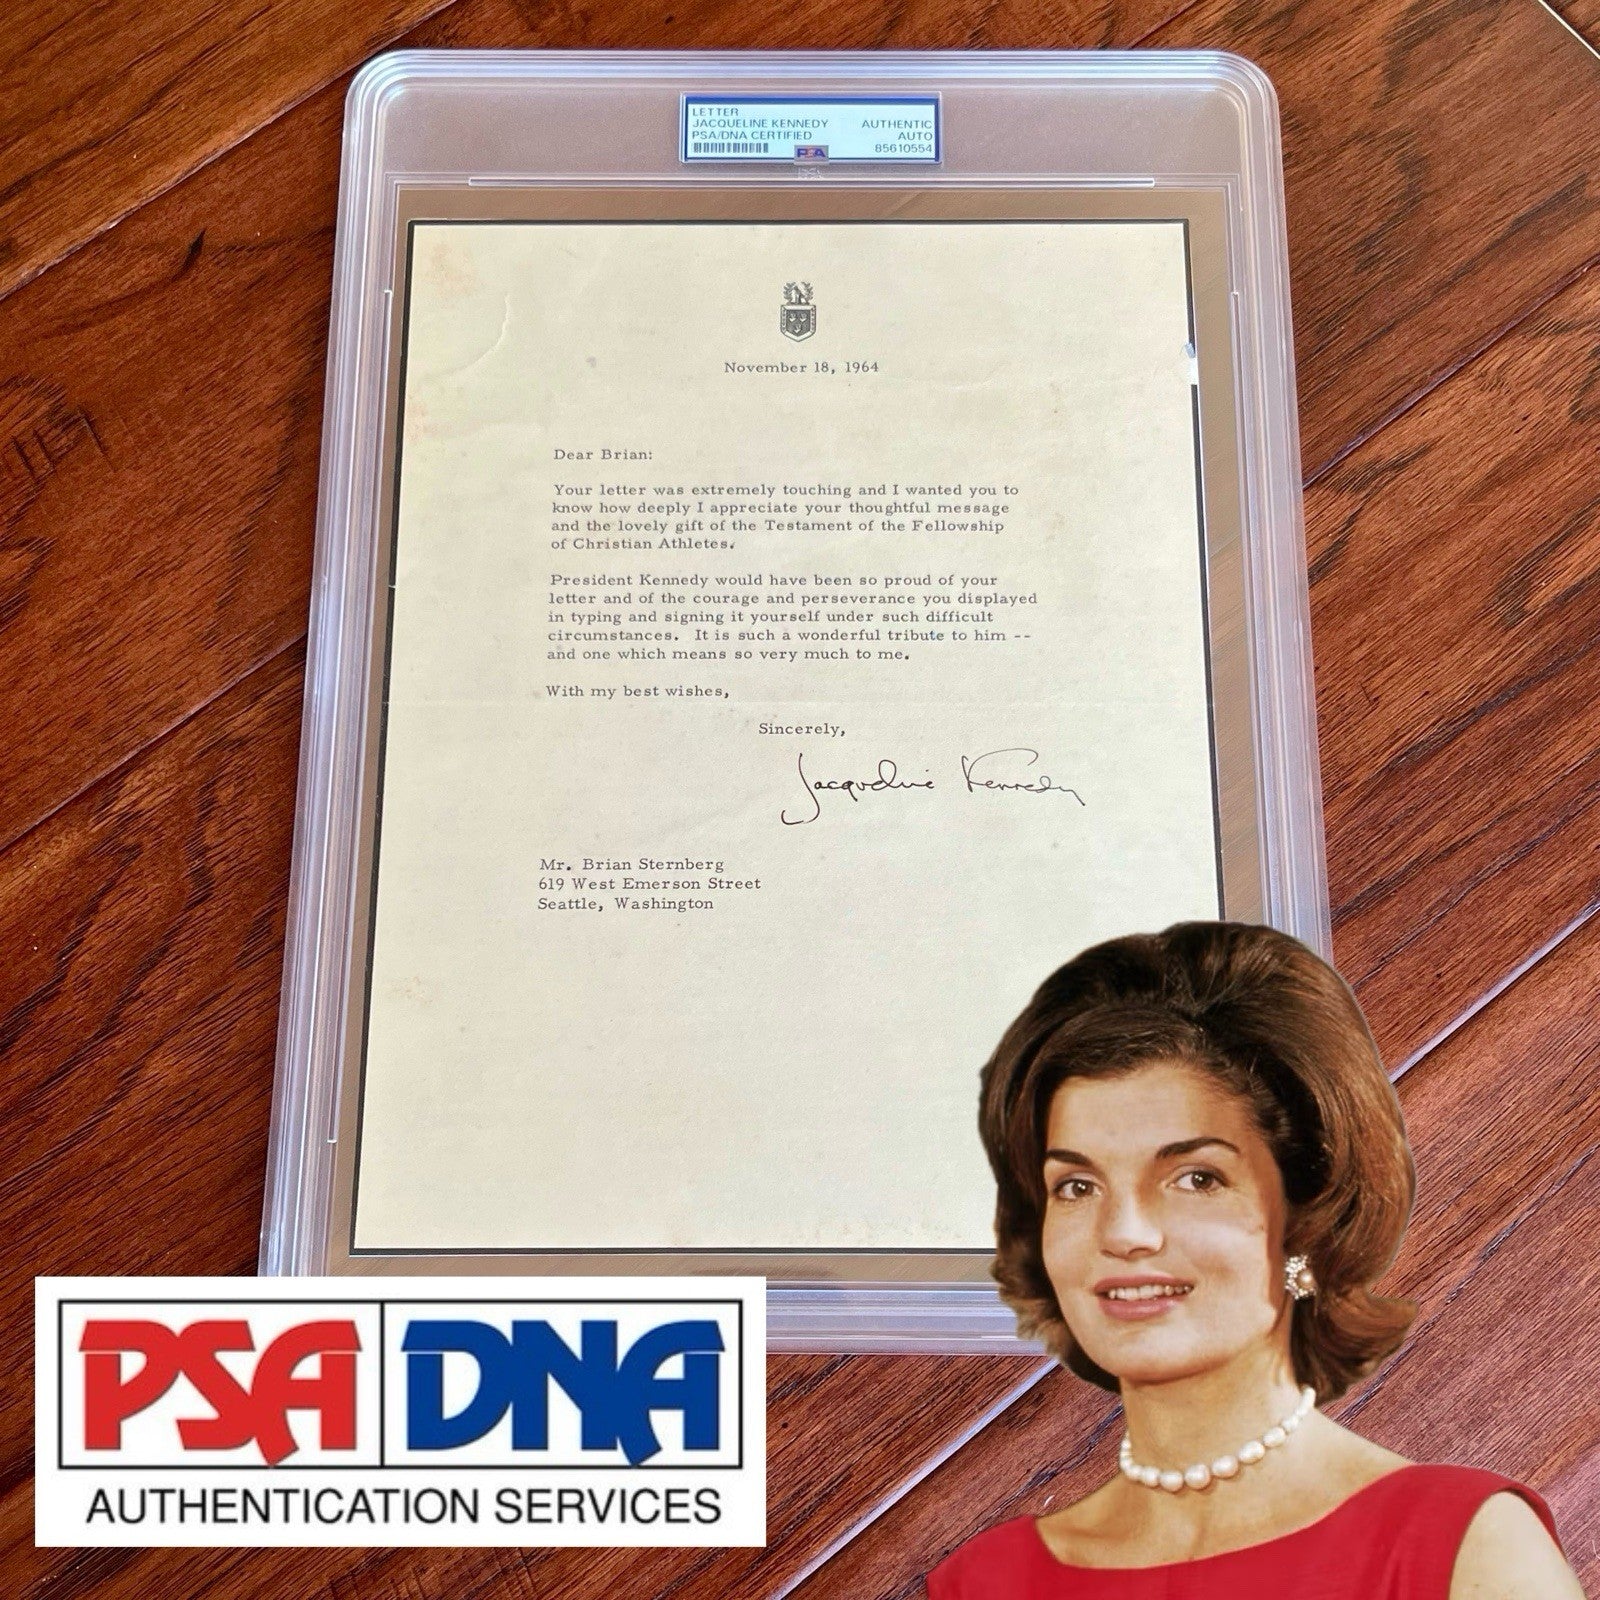 LETTER
JACQUELINE KENNEDY AUTHENTIC
PSA/DNA CERTIFIED AUTO
PSA 85610554
November 18, 1964
Dear Brian:
Your letter was extremely touching and I wanted you to
know how deeply I appreciate your thoughtful message
and the lovely gift of the Testament of the Fellowship
of Christian Athletes.
President Kennedy would have been so proud of your
letter and of the courage and perseverance you displayed
in typing and signing it yourself under such difficult
circumstances. It is such a wonderful tribute to him --
and one which means so very much to me.
With my best wishes,
Sincerely,
Jacqueline Kennedy
Mr. Brian Sternberg
619 West Emerson Street
Seattle, Washington
PSA DNA
AUTHENTICATION SERVICES